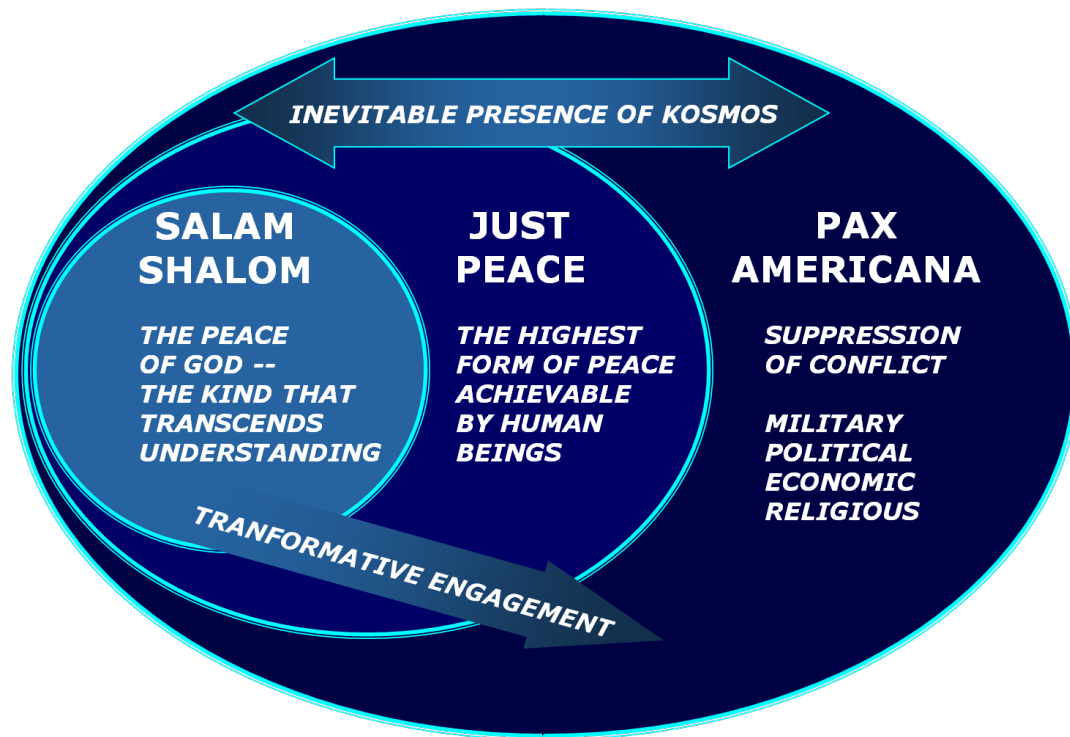 INEVITABLE PRESENCE OF KOSMOS
SALAM
SHALOM
THE PEACE
OF GOD --
THE KIND THAT
TRANSCENDS
UNDERSTANDING
JUST
PEACE
THE HIGHEST
FORM OF PEACE
ACHIEVABLE
BY HUMAN
BEINGS
PAX
AMERICANA
SUPPRESSION
OF CONFLICT
MILITARY
POLITICAL
ECONOMIC
RELIGIOUS
TRANFORMATIVE ENGAGEMENT